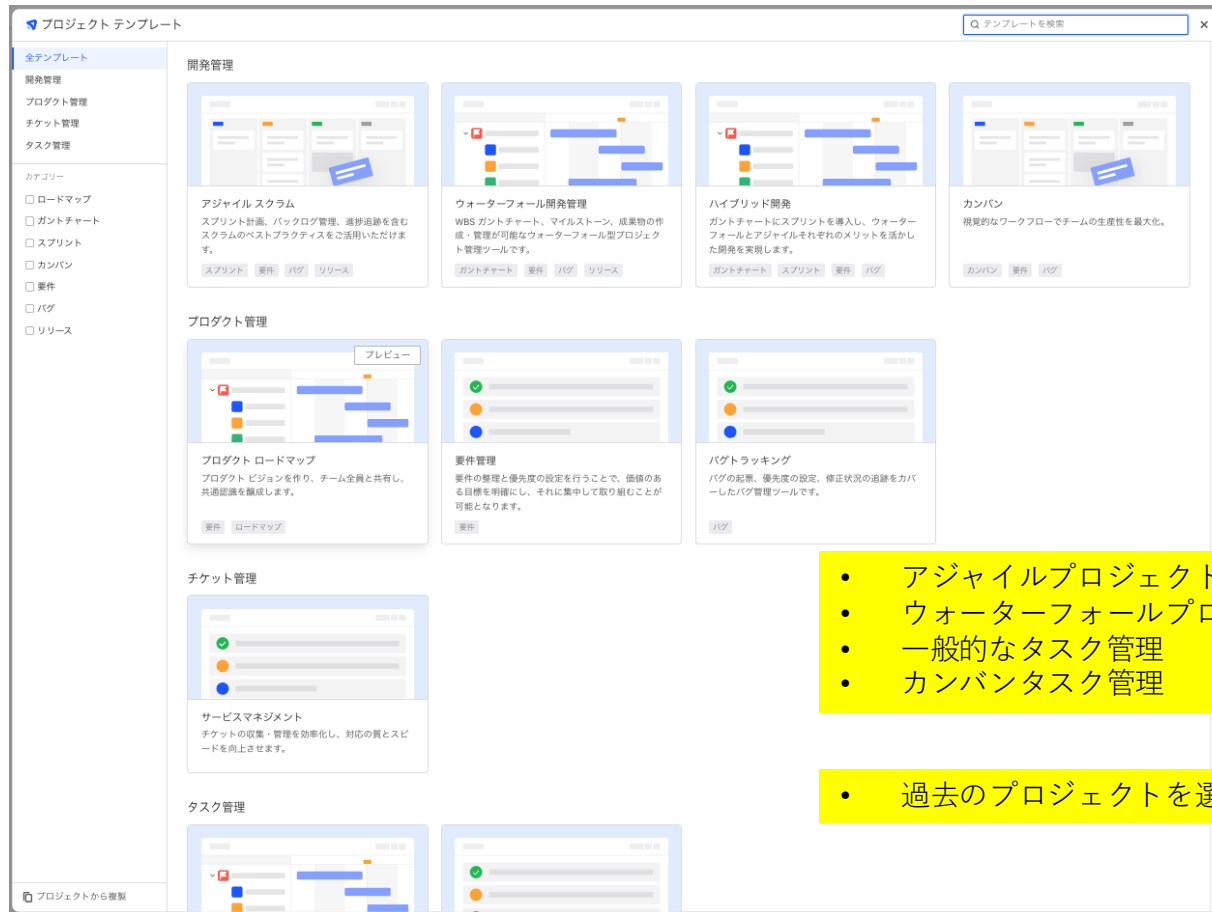 プロジェクト テンプレート
テンプレートを検索
×
全テンプレート
開発管理
プロダクト管理
チケット管理
タスク管理
カテゴリー
ロードマップ
ガントチャート
スプリント
カンバン
要件
バグ
リリース
プロジェクトから複製
開発管理
アジャイル スクラム
スプリント計画、バックログ管理、進捗追跡を含む
スクラムのベストプラクティスをご活用いただけま
す。
スプリント 要件 バグ リリース
ウォーターフォール開発管理
WBS ガントチャート、マイルストーン、成果物の作
成・管理が可能なウォーターフォール型プロジェク
ト管理ツールです。
ガントチャート 要件 バグ リリース
ハイブリッド開発
ガントチャートにスプリントを導入し、ウォーター
フォールとアジャイルそれぞれのメリットを活かし
た開発を実現します。
ガントチャート スプリント 要件 バグ
カンバン
視覚的なワークフローでチームの生産性を最大化。
カンバン 要件 バグ
プロダクト管理
プレビュー
プロダクト ロードマップ
プロダクト ビジョンを作り、チーム全員と共有し、
共通認識を醸成します。
要件 ロードマップ
要件管理
要件の整理と優先度の設定を行うことで、価値のあ
る目標を明確にし、それに集中して取り組むことが
可能となります。
要件
バグトラッキング
バグの起票、優先度の設定、修正状況の追跡をカバ
ーしたバグ管理ツールです。
バグ
チケット管理
サービスマネジメント
チケットの収集・管理を効率化し、対応の質とスピ
ードを向上させます。
タスク管理
• アジャイルプロジェクト
• ウォーターフォールプロ
• 一般的なタスク管理
• カンバンタスク管理
• 過去のプロジェクトを選